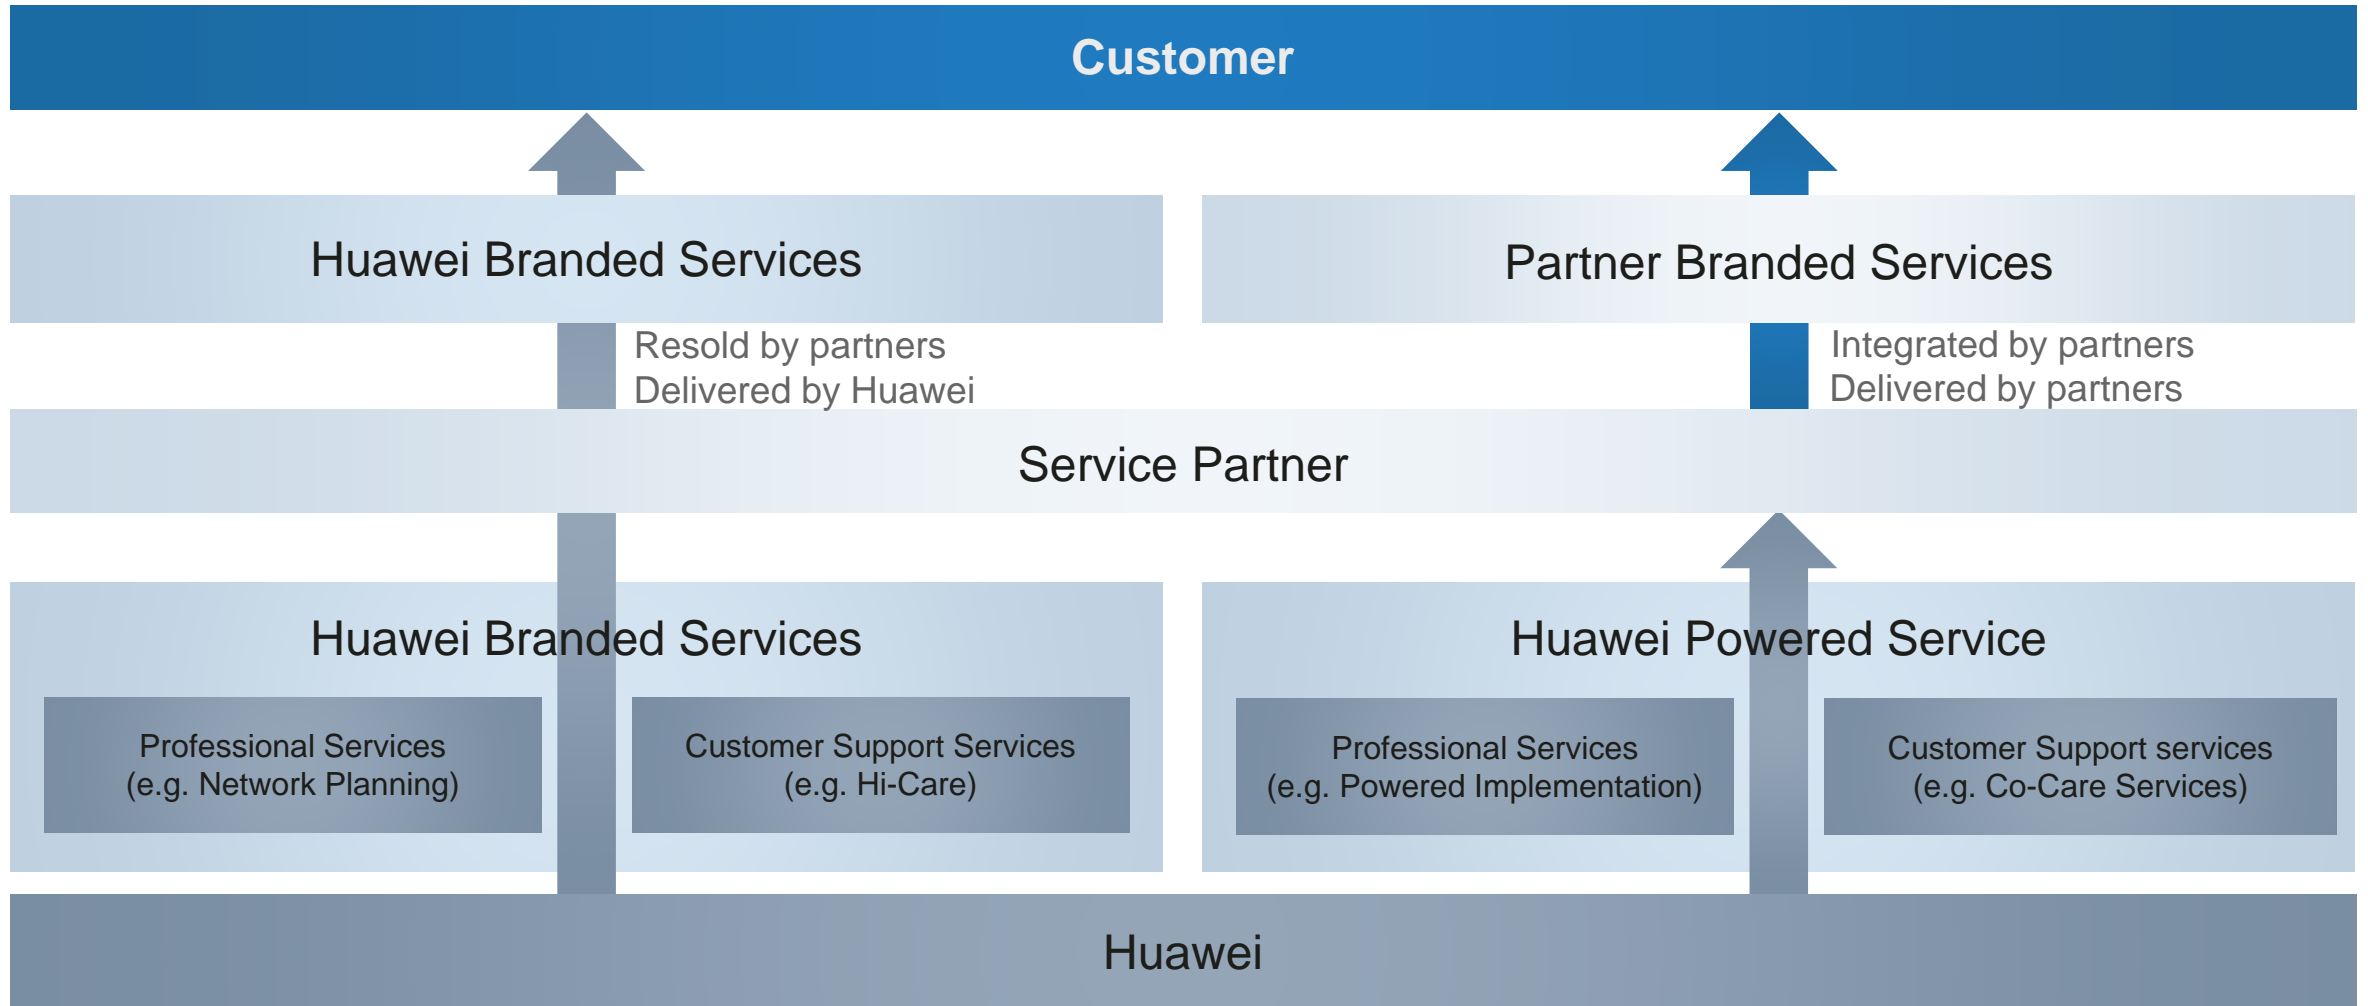 Customer
Huawei Branded Services
Partner Branded Services
Resold by partners
Delivered by Huawei
Integrated by partners
Delivered by partners
Service Partner
Huawei Branded Services
Huawei Powered Service
Professional Services
(e.g. Network Planning)
Customer Support Services
(e.g. Hi-Care)
Professional Services
(e.g. Powered Implementation)
Customer Support services
(e.g. Co-Care Services)
Huawei